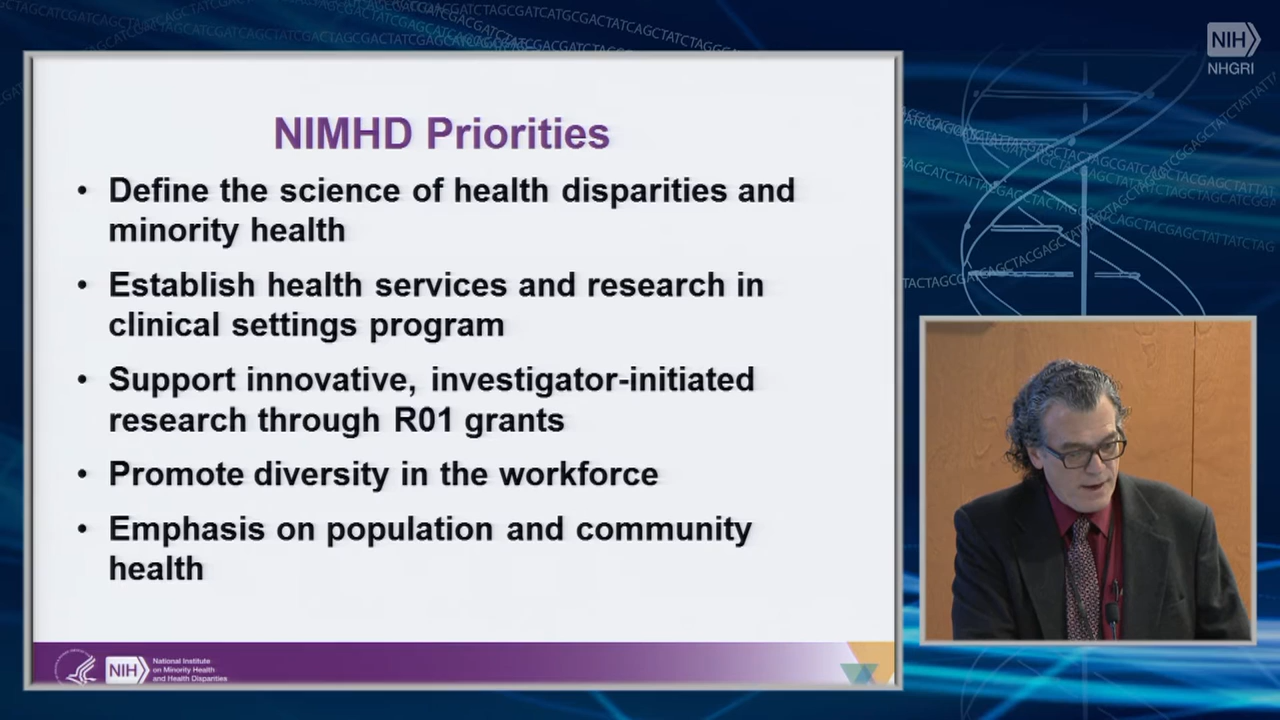 NIH
NHGRI
NIMHD Priorities
• Define the science of health disparities and
minority health
• Establish health services and research in
clinical settings program
• Support innovative, investigator-initiated
research through R01 grants
• Promote diversity in the workforce
• Emphasis on population and community
health
NIH
National Institute
on Minority Health
and Health Disparities